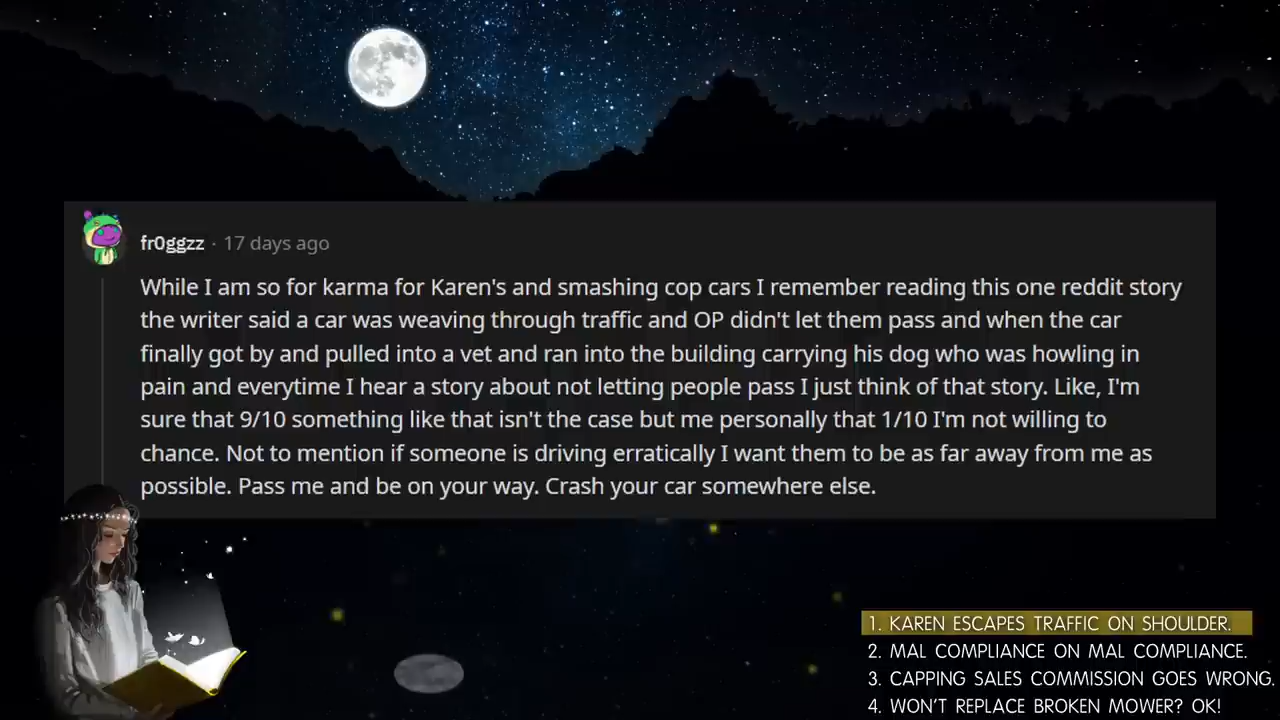 fr0ggzz · 17 days ago
While I am so for karma for Karen's and smashing cop cars I remember reading this one reddit story
the writer said a car was weaving through traffic and OP didn't let them pass and when the car
finally got by and pulled into a vet and ran into the building carrying his dog who was howling in
pain and everytime I hear a story about not letting people pass I just think of that story. Like, I'm
sure that 9/10 something like that isn't the case but me personally that 1/10 I'm not willing to
chance. Not to mention if someone is driving erratically I want them to be as far away from me as
possible. Pass me and be on your way. Crash your car somewhere else.
1. KAREN ESCAPES TRAFFIC ON SHOULDER.
2. MAL COMPLIANCE ON MAL COMPLIANCE.
3. CAPPING SALES COMMISSION GOES WRONG.
4. WON'T REPLACE BROKEN MOWER? OK!